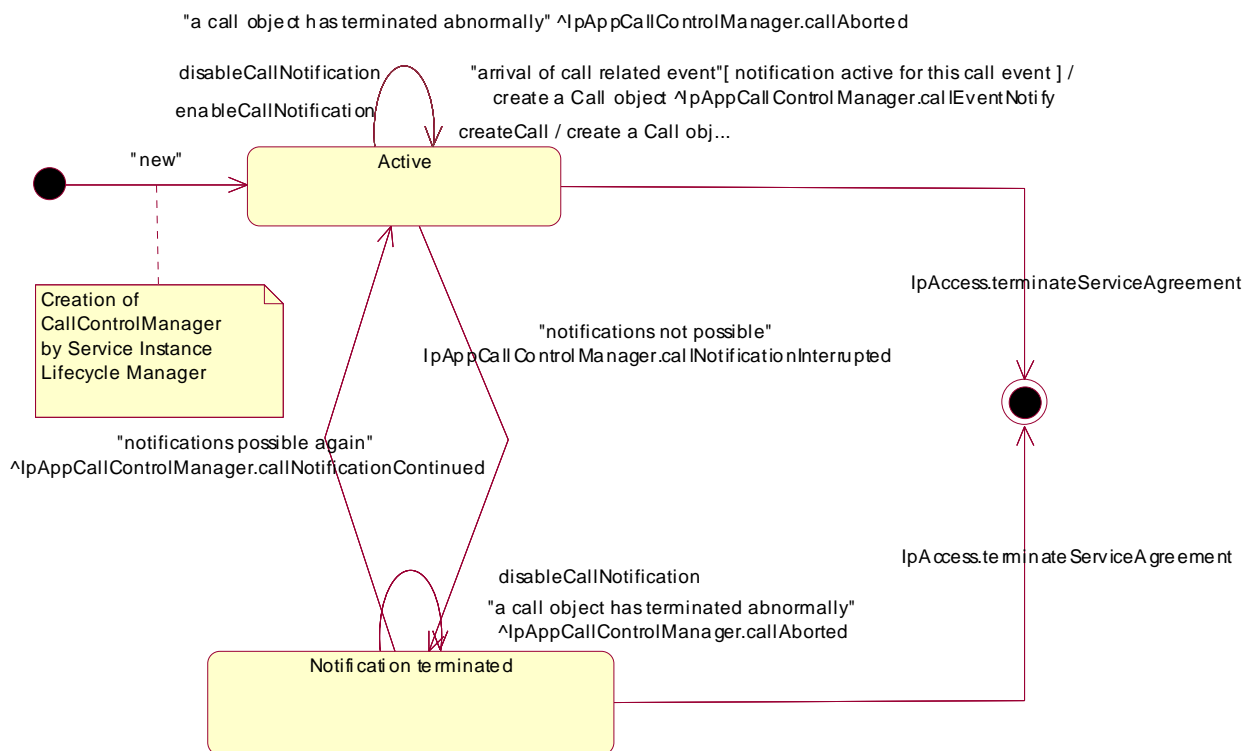 "a call object has terminated abnormally" ^IpAppCallControlManager.callAborted
disableCallNotification
"arrival of call related event"[ notification active for this call event ] /
enableCallNotification
create a Call object ^IpAppCallControlManager.callEventNotify
createCall / create a Call obj...
"new"
Active
IpAccess.terminateServiceAgreement
Creation of
CallControlManager
by Service Instance
Lifecycle Manager
"notifications not possible"
IpAppCallControlManager.callNotificationInterrupted
"notifications possible again"
^IpAppCallControlManager.callNotificationContinued
IpAccess.terminateServiceAgreement
disableCallNotification
"a call object has terminated abnormally"
^IpAppCallControlManager.callAborted
Notification terminated